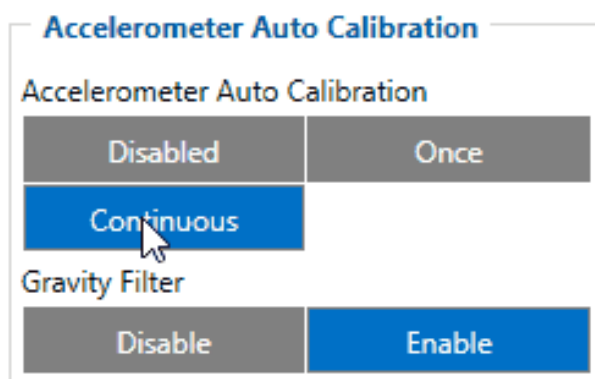 Accelerometer Auto Calibration
Accelerometer Auto Calibration
Disabled Once
Continuous
Gravity Filter
Disable Enable